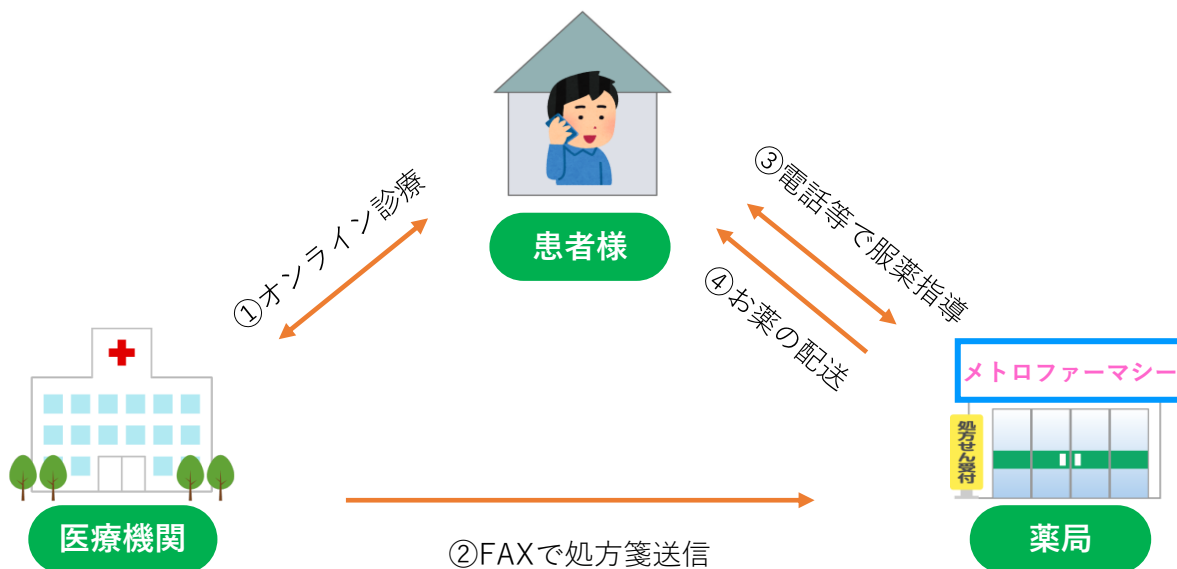 患者様
①オンライン診療
③電話等で服薬指導
④お薬の配送
メトロファーマシー
処方せん受付
医療機関
薬局
②FAXで処方箋送信